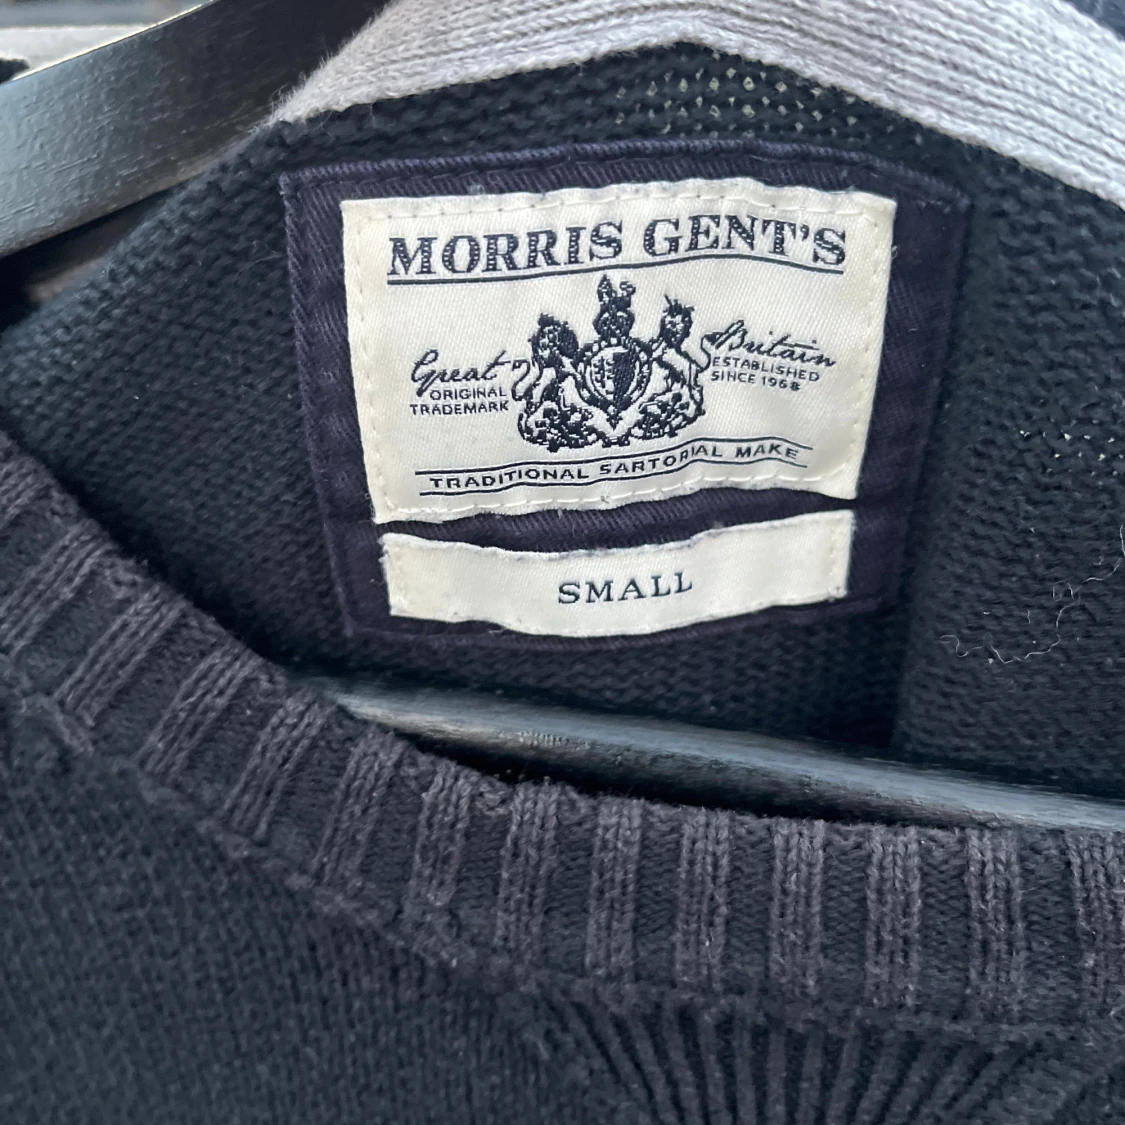 MORRIS GENT'S
Great Britain
ORIGINAL TRADEMARK
ESTABLISHED SINCE 1968
TRADITIONAL SARTORIAL MAKE
SMALL